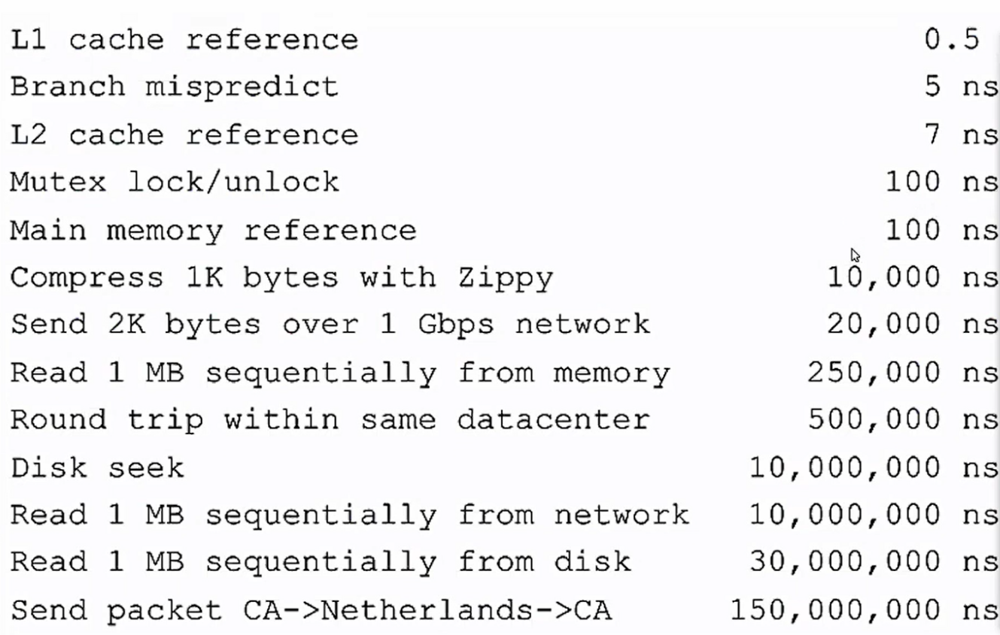 L1 cache reference 0.5
Branch mispredict 5 ns
L2 cache reference 7 ns
Mutex lock/unlock 100 ns
Main memory reference 100 ns
Compress 1K bytes with Zippy 10,000 ns
Send 2K bytes over 1 Gbps network 20,000 ns
Read 1 MB sequentially from memory 250,000 ns
Round trip within same datacenter 500,000 ns
Disk seek 10,000,000 ns
Read 1 MB sequentially from network 10,000,000 ns
Read 1 MB sequentially from disk 30,000,000 ns
Send packet CA->Netherlands->CA 150,000,000 ns